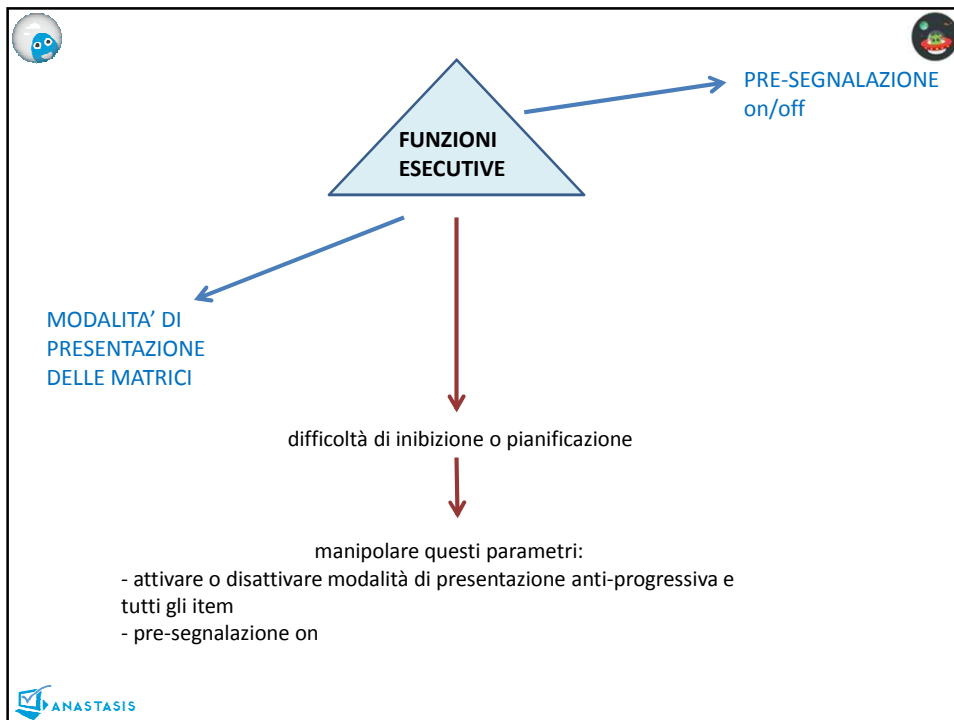 PRE-SEGNALAZIONE
on/off
FUNZIONI
ESECUTIVE
MODALITA’ DI
PRESENTAZIONE
DELLE MATRICI
difficoltà di inibizione o pianificazione
manipolare questi parametri:
- attivare o disattivare modalità di presentazione anti-progressiva e
tutti gli item
- pre-segnalazione on
ANASTASIS